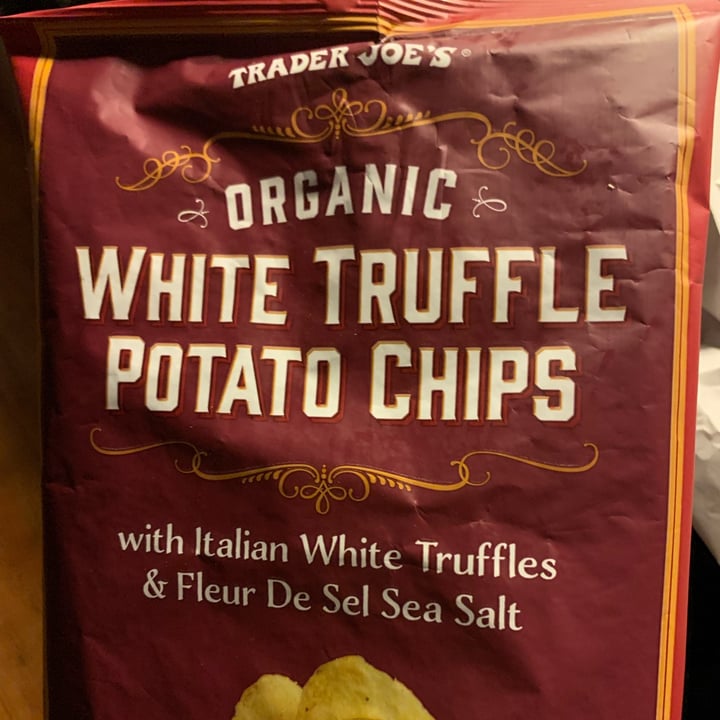 TRADER JOE'S®
ORGANIC
WHITE TRUFFLE
POTATO CHIPS
with Italian White Truffles
& Fleur De Sel Sea Salt